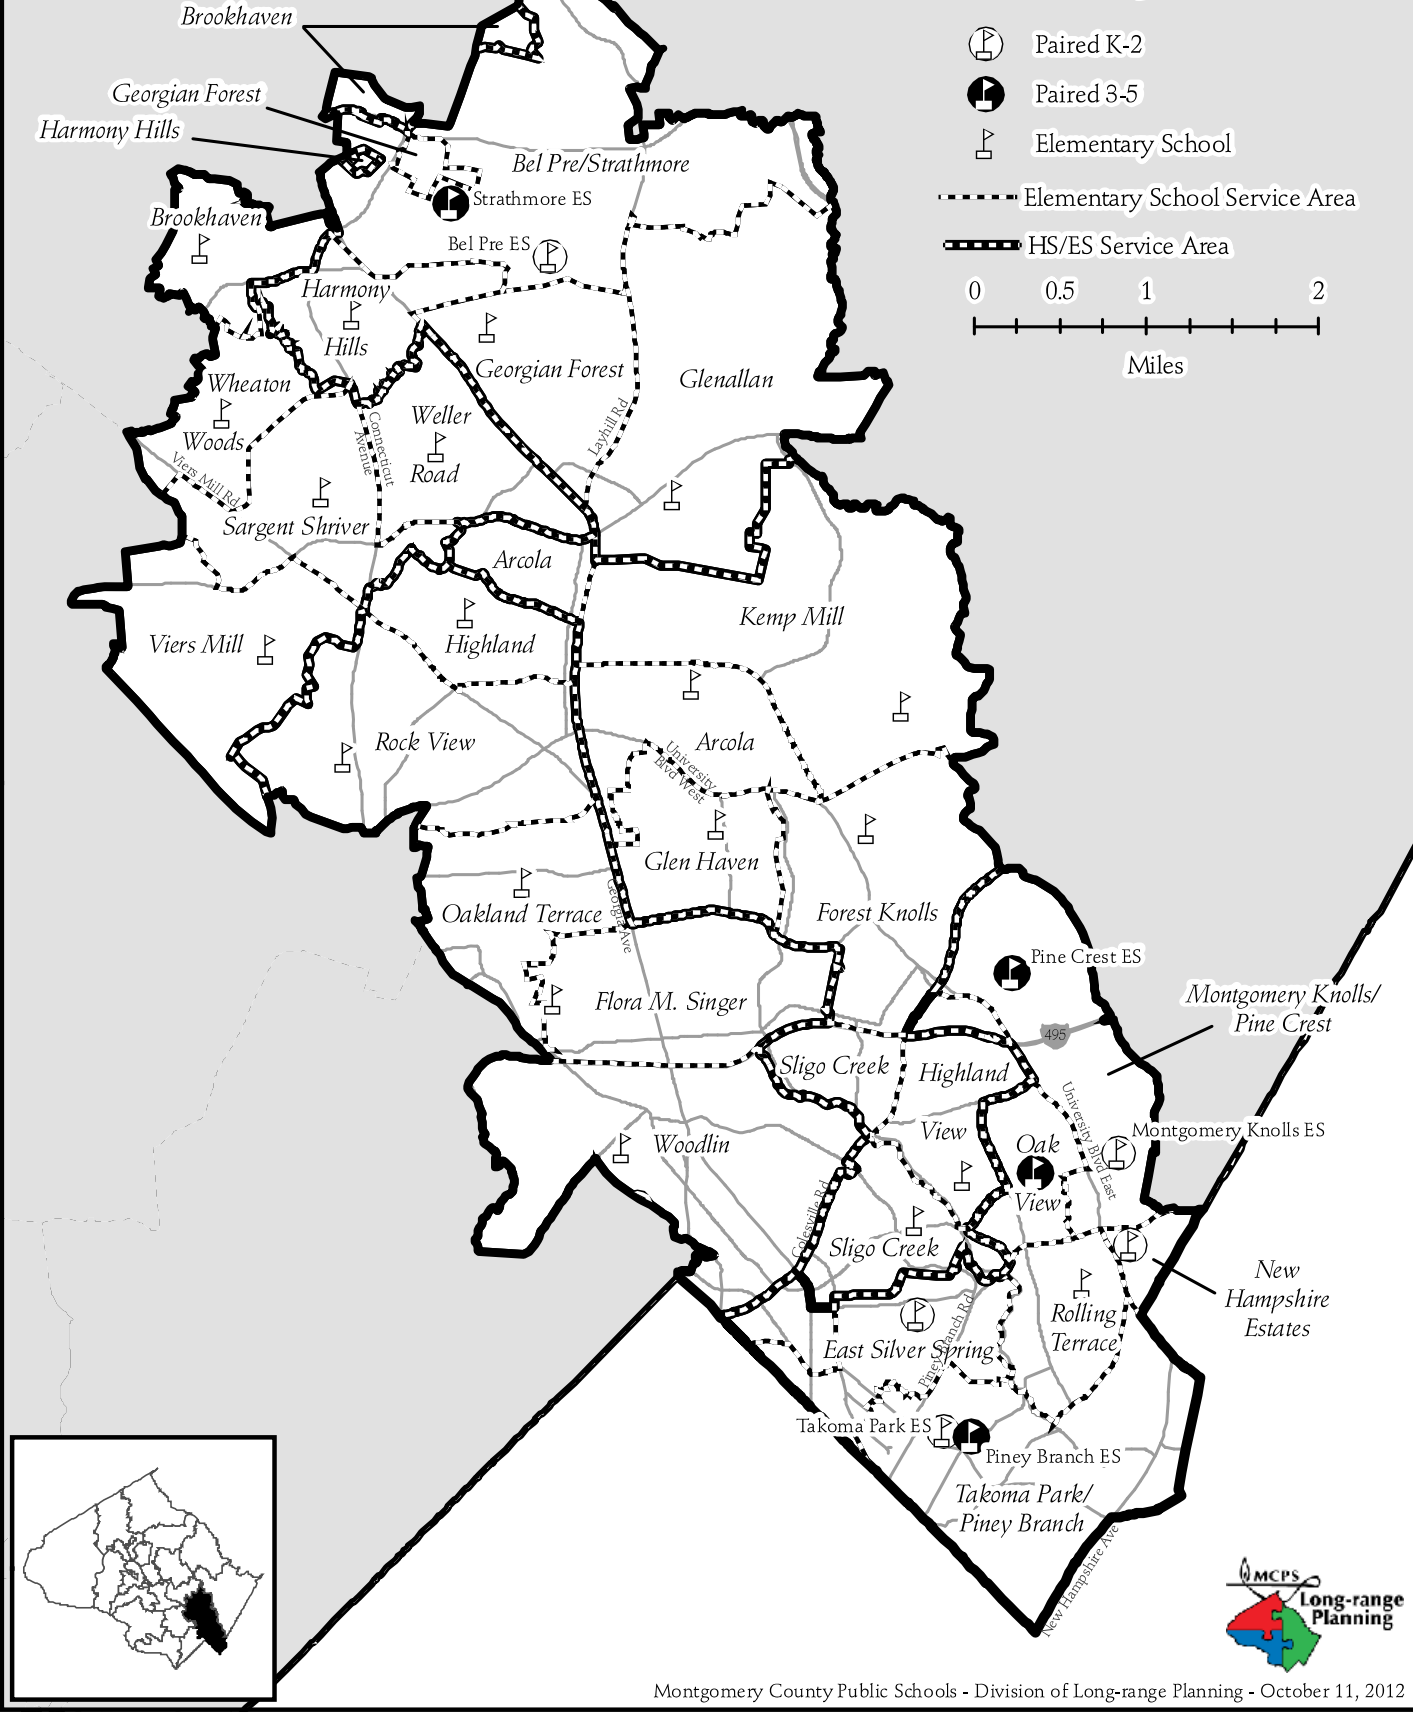 Brookhaven
Paired K-2
Georgian Forest
Paired 3-5
Harmony Hills
Elementary School
Bel Pre/Strathmore
Strathmore ES
Elementary School Service Area
Brookhaven
Bel Pre ES
HS/ES Service Area
Harmony
Hills
0 0.5 1 2
Miles
Georgian Forest
Glenallan
Wheaton
Woods
Weller
Road
Layhill Rd
Connecticut
Avenue
Viers Mill Rd
Sargent Shriver
Arcola
Kemp Mill
Viers Mill
Highland
Rock View
Arcola
University
Blvd West
Glen Haven
Oakland Terrace
Georgia Ave
Forest Knolls
Pine Crest ES
Flora M. Singer
Montgomery Knolls/
Pine Crest
495
Sligo Creek
Highland
View
University Blvd East
Montgomery Knolls ES
Woodlin
Oak
View
Colesville Rd
Sligo Creek
New
Hampshire
Estates
Rolling
Terrace
East Silver Spring
Piney Branch Rd
Takoma Park ES
Piney Branch ES
Takoma Park/
Piney Branch
New Hampshire Ave
MCPS
Long-range
Planning
Montgomery County Public Schools - Division of Long-range Planning - October 11, 2012